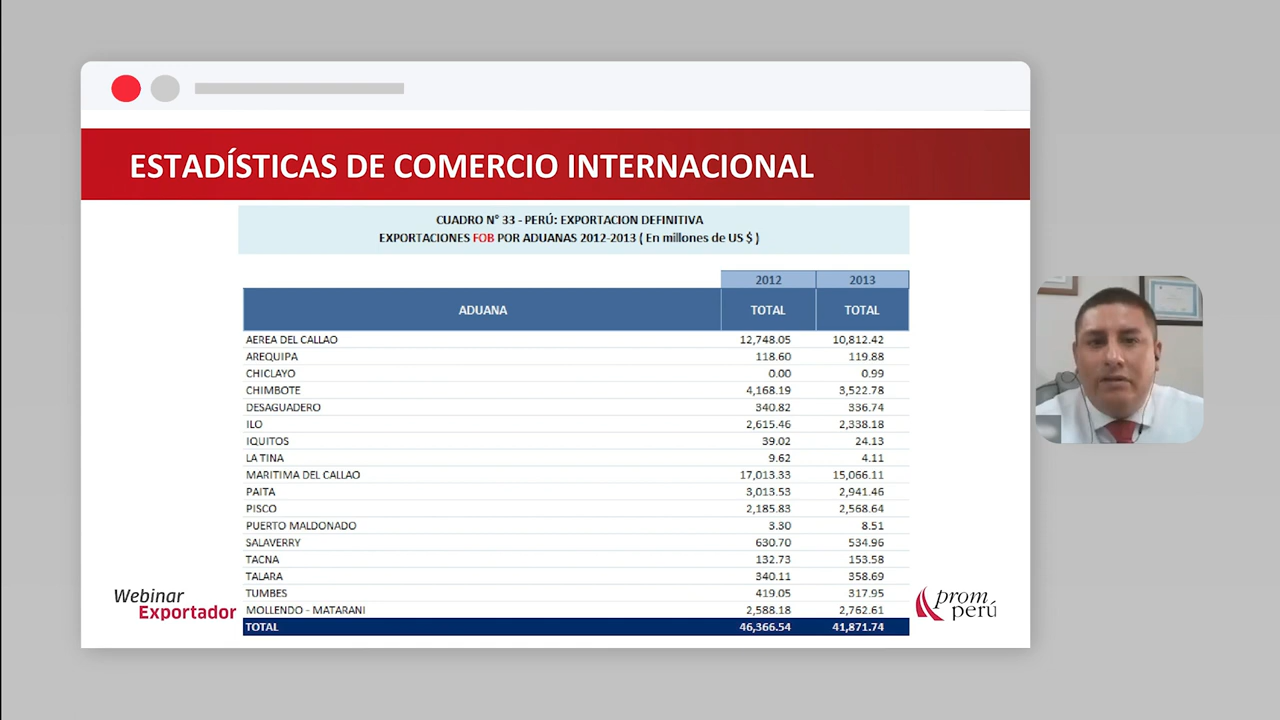 ESTADÍSTICAS DE COMERCIO INTERNACIONAL
CUADRO N° 33 - PERÚ: EXPORTACION DEFINITIVA
EXPORTACIONES FOB POR ADUANAS 2012-2013 ( En millones de US $ )
2012 2013
ADUANA TOTAL TOTAL
AEREA DEL CALLAO 12,748.05 10,812.42
AREQUIPA 118.60 119.88
CHICLAYO 0.00 0.99
CHIMBOTE 4,168.19 3,522.78
DESAGUADERO 340.82 336.74
ILO 2,615.46 2,338.18
IQUITOS 39.02 24.13
LA TINA 9.62 4.11
MARITIMA DEL CALLAO 17,013.33 15,066.11
PAITA 3,013.53 2,941.46
PISCO 2,185.83 2,568.64
PUERTO MALDONADO 3.30 8.51
SALAVERRY 630.70 534.96
TACNA 132.73 153.58
TALARA 340.11 358.69
TUMBES 419.05 317.95
MOLLENDO - MATARANI 2,588.18 2,762.61
TOTAL 46,366.54 41,871.74
Webinar
Exportador
prom
perú